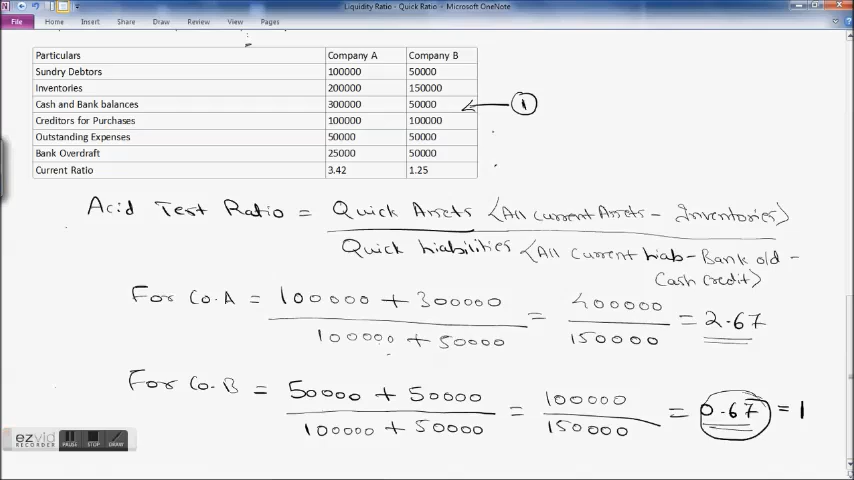 Liquidity Ratio - Quick Ratio - Microsoft OneNote
File Home Insert Share Draw Review View Pages
Particulars Company A Company B
Sundry Debtors 100000 50000
Inventories 200000 150000
Cash and Bank balances 300000 50000 1
Creditors for Purchases 100000 100000
Outstanding Expenses 50000 50000
Bank Overdraft 25000 50000
Current Ratio 3.42 1.25
Acid Test Ratio = Quick Assets <All current Assets - Inventories>
Quick Liabilities <All Current Liab - Bank o/d -
Cash credit>
For Co. A = 100000 + 300000 = 400000 = 2.67
100000 + 50000 150000
For Co. B = 50000 + 50000 = 100000 = 0.67 = 1
100000 + 50000 150000
ezvid
RECORDER
PAUSE STOP DRAW